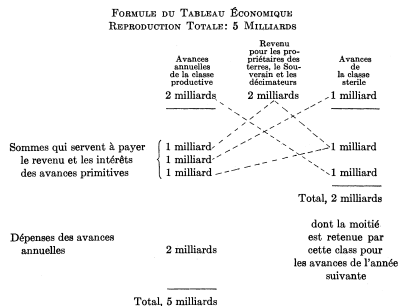 Formule du Tableau Économique
Reproduction Totale: 5 Milliards
Avances
annuelles
de la classe
productive
2 milliards
Revenu
pour les pro-
priétaires des
terres, le Sou-
verain et les
décimateurs
2 milliards
Avances
de
la classe
sterile
1 milliard
Sommes qui servent à payer
le revenu et les intérêts
des avances primitives
1 milliard
1 milliard
1 milliard
1 milliard
1 milliard
Total, 2 milliards
Dépenses des avances
annuelles
2 milliards
Total, 5 milliards
dont la moitié
est retenue par
cette class pour
les avances de l'année
suivante